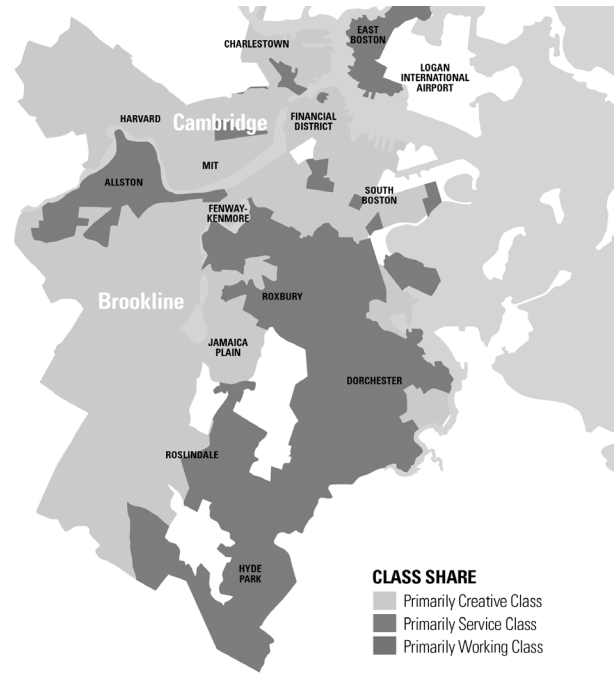 CHARLESTOWN
EAST
BOSTON
LOGAN
INTERNATIONAL
AIRPORT
HARVARD
Cambridge
FINANCIAL
DISTRICT
MIT
ALLSTON
SOUTH
BOSTON
FENWAY-
KENMORE
Brookline
ROXBURY
JAMAICA
PLAIN
DORCHESTER
ROSLINDALE
HYDE
PARK
CLASS SHARE
Primarily Creative Class
Primarily Service Class
Primarily Working Class